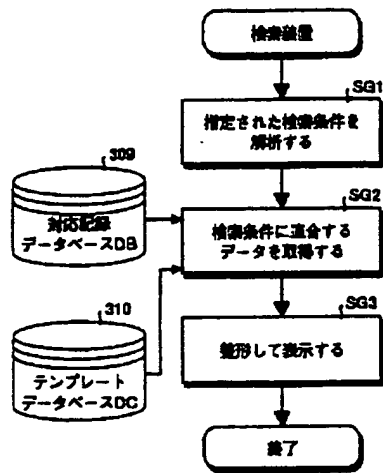 検索装置
SG1
指定された検索条件を
解析する
309
対応記録
データベースDB
SG2
検索条件に適合する
データを取得する
310
テンプレート
データベースDC
SG3
整形して表示する
終了